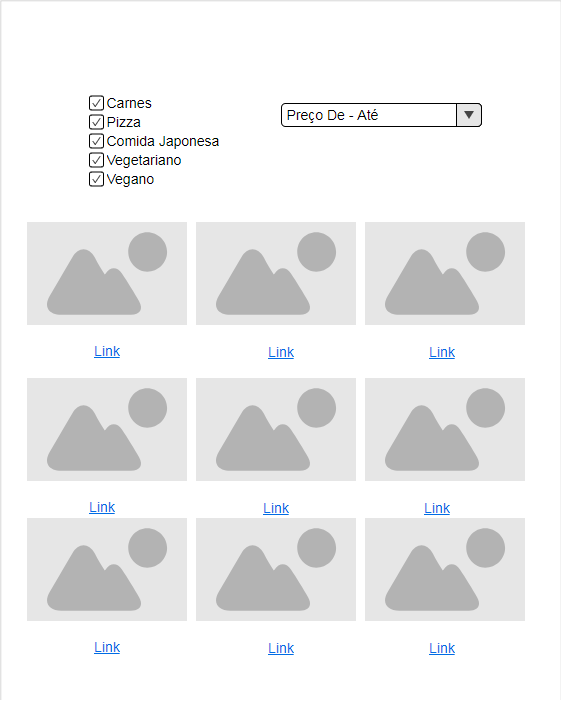 Carnes
Preço De - Até
Pizza
Comida Japonesa
Vegetariano
Vegano
Link
Link
Link
Link
Link
Link
Link
Link
Link